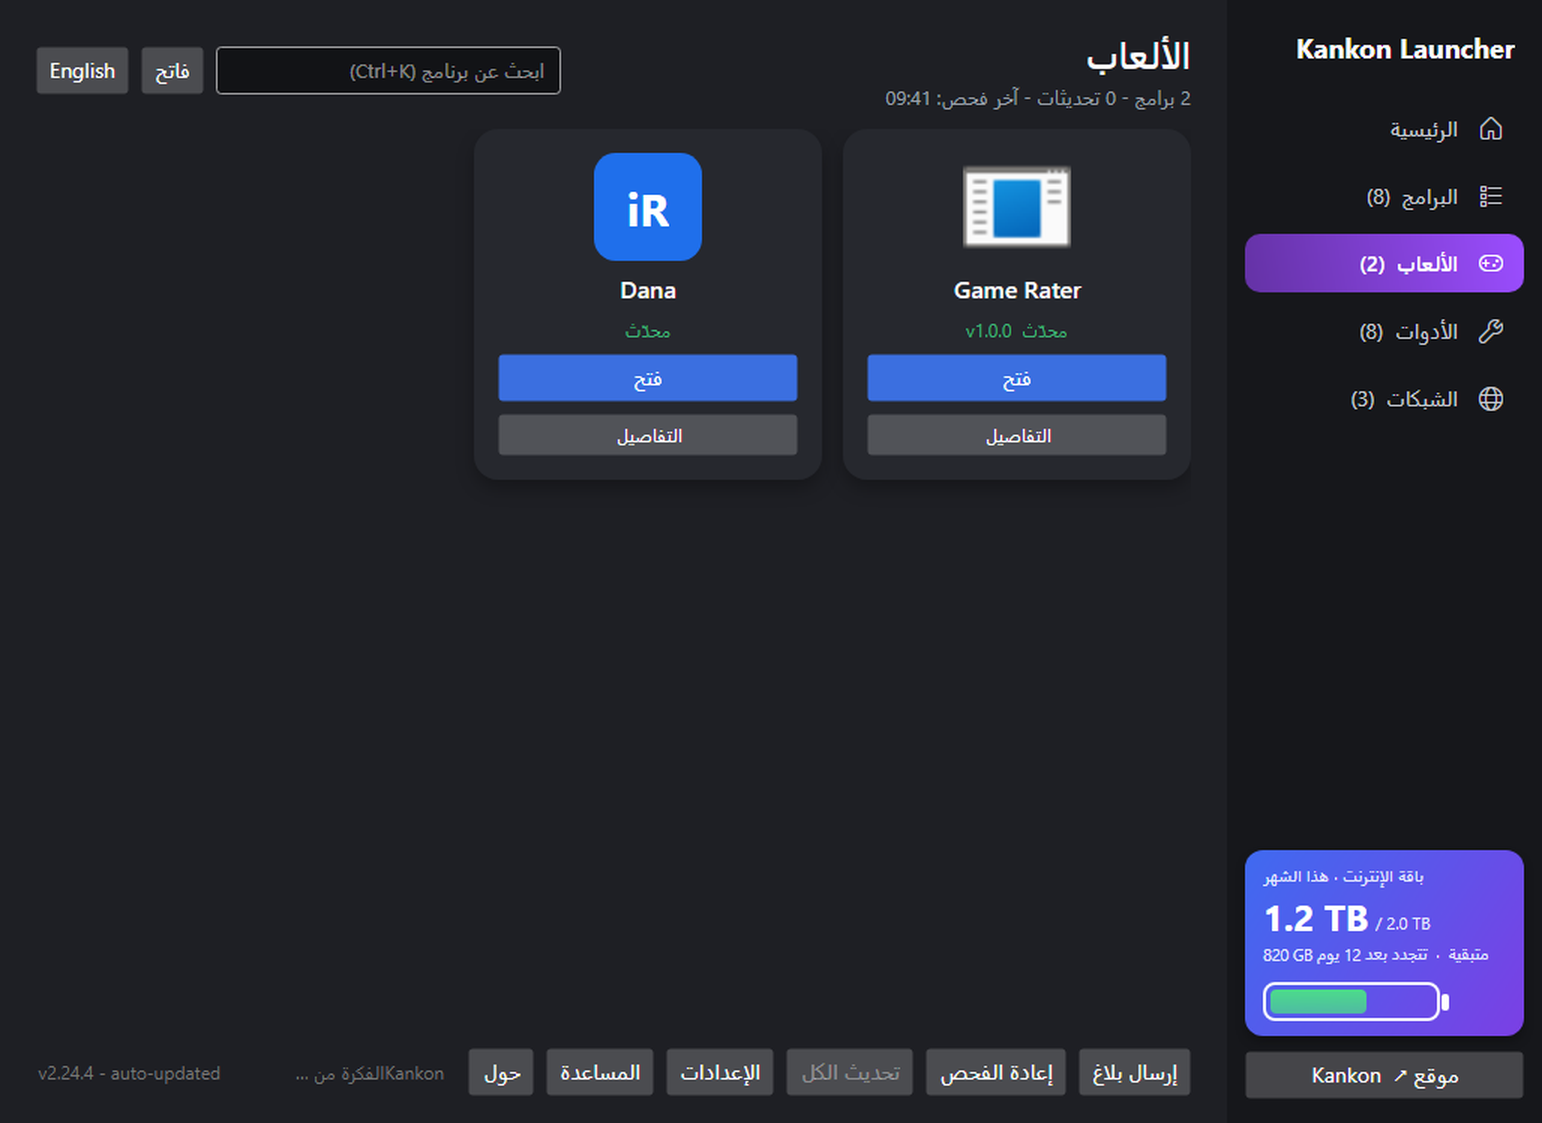 Kankon Launcher
الرئيسية
البرامج (8)
الألعاب (2)
الأدوات (8)
الشبكات (3)
باقة الإنترنت · هذا الشهر
1.2 TB / 2.0 TB
820 GB متبقية · تتجدد بعد 12 يوم
موقع Kankon ↗
الألعاب
2 برامج - 0 تحديثات - آخر فحص: 09:41
ابحث عن برنامج (Ctrl+K)
فاتح
English
Game Rater
محدّث v1.0.0
فتح
التفاصيل
iR
Dana
محدّث
فتح
التفاصيل
إرسال بلاغ
إعادة الفحص
تحديث الكل
الإعدادات
المساعدة
حول
Kankonالفكرة من ...
v2.24.4 - auto-updated